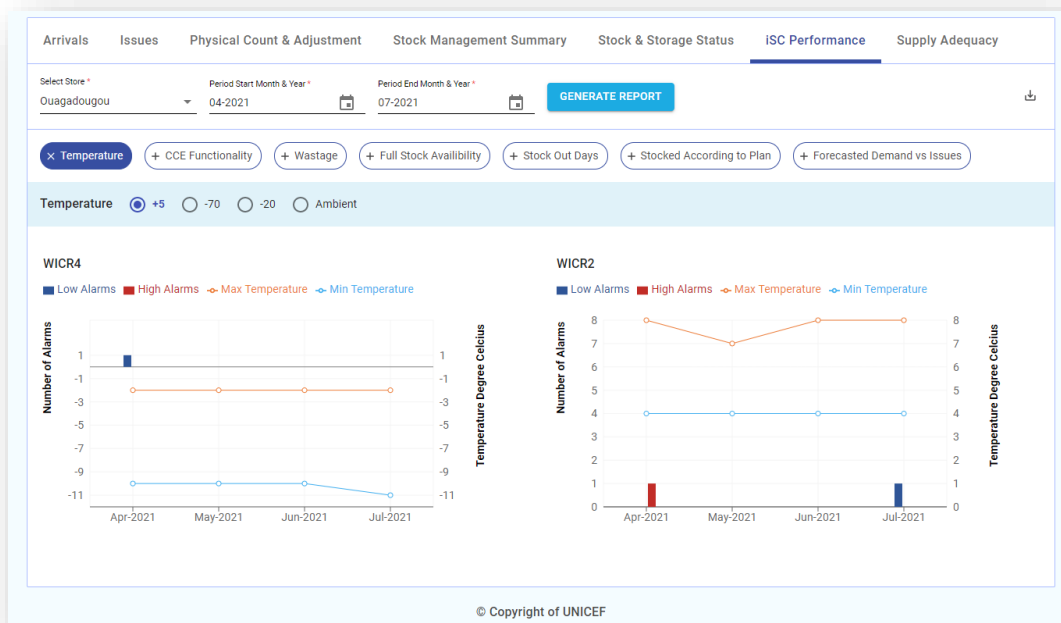 Arrivals Issues Physical Count & Adjustment Stock Management Summary Stock & Storage Status iSC Performance Supply Adequacy
Select Store *
Ouagadougou
Period Start Month & Year *
04-2021
Period End Month & Year *
07-2021
GENERATE REPORT
× Temperature + CCE Functionality + Wastage + Full Stock Availibility + Stock Out Days + Stocked According to Plan + Forecasted Demand vs Issues
Temperature +5 -70 -20 Ambient
WICR4
Low Alarms High Alarms Max Temperature Min Temperature
Number of Alarms
1
-1
-3
-5
-7
-9
-11
1
-1
-3
-5
-7
-9
-11
Temperature Degree Celcius
Apr-2021 May-2021 Jun-2021 Jul-2021
WICR2
Low Alarms High Alarms Max Temperature Min Temperature
Number of Alarms
8
7
6
5
4
3
2
1
0
8
7
6
5
4
3
2
1
0
Temperature Degree Celcius
Apr-2021 May-2021 Jun-2021 Jul-2021
© Copyright of UNICEF